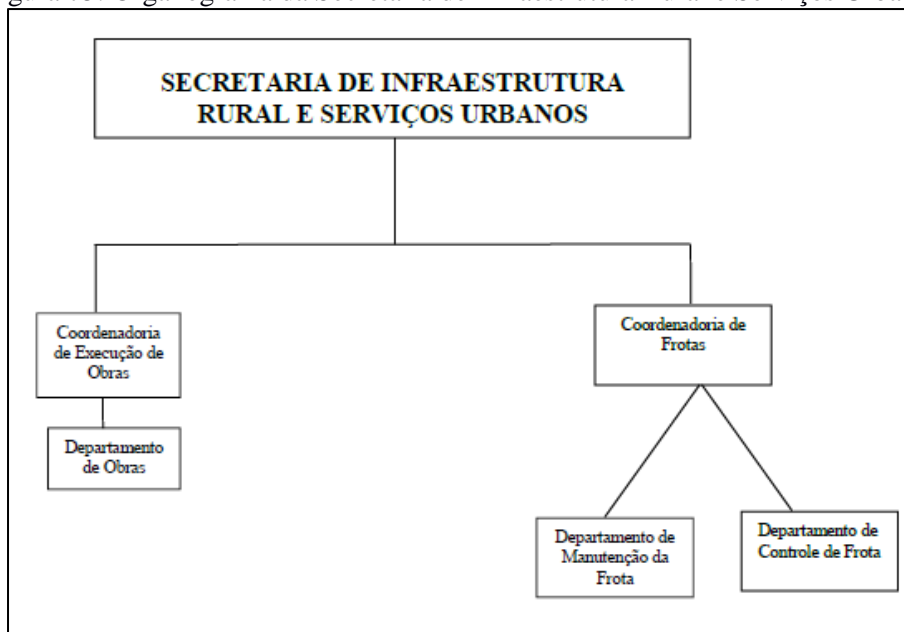 SECRETARIA DE INFRAESTRUTURA
RURAL E SERVIÇOS URBANOS
Coordenadoria
de Execução de
Obras
Coordenadoria de
Frotas
Departamento
de Obras
Departamento de
Manutenção da
Frota
Departamento de
Controle de Frota